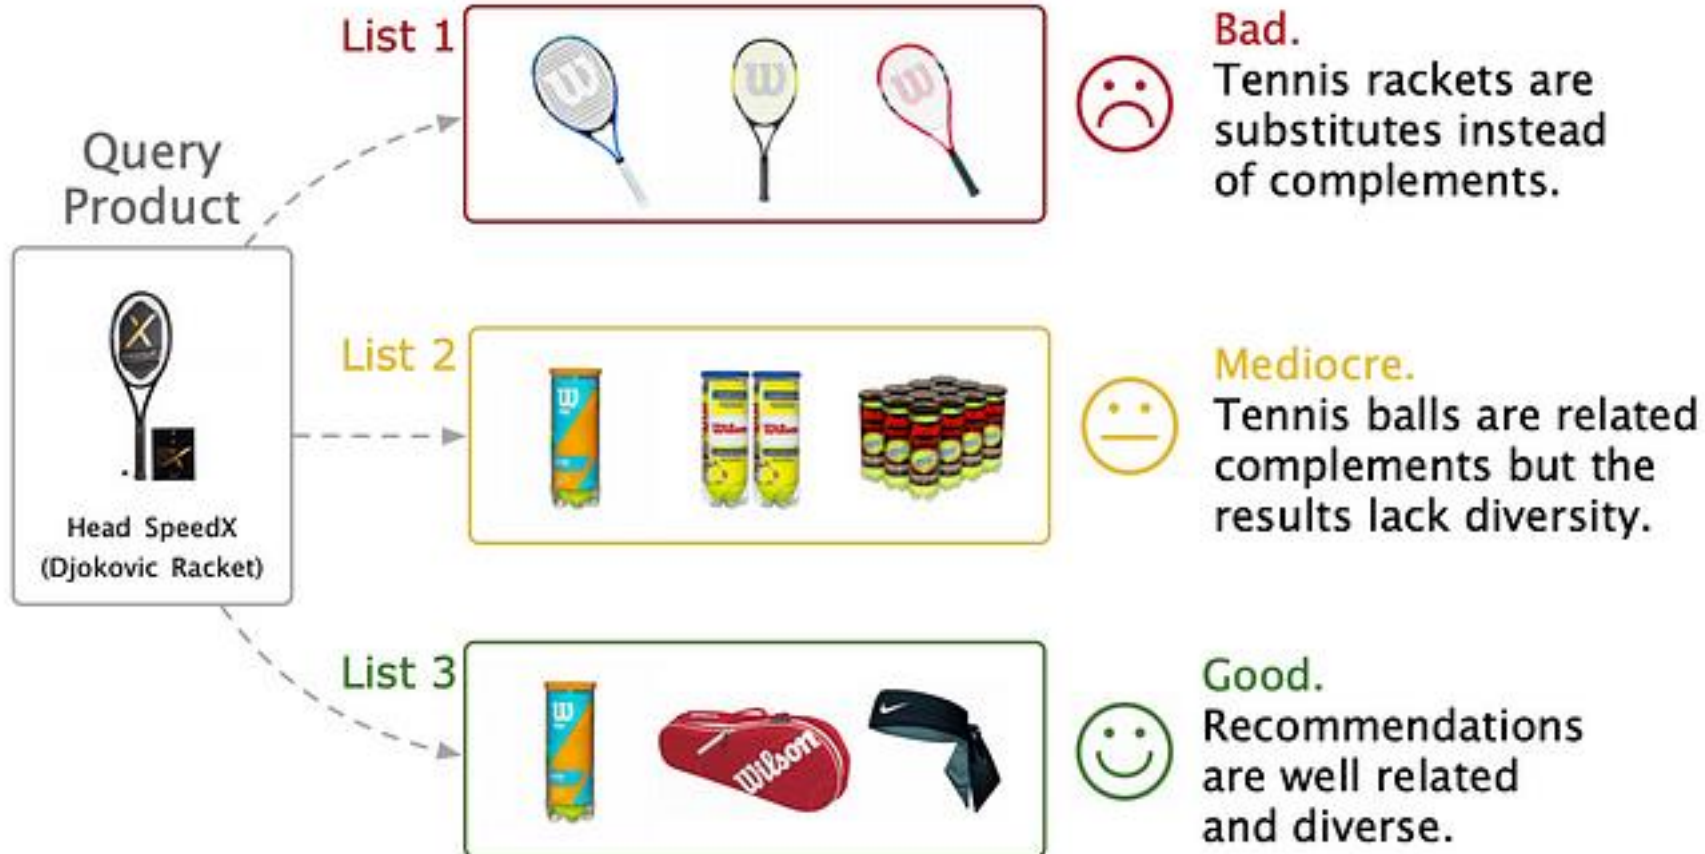 Query
Product
Head SpeedX
(Djokovic Racket)
List 1
W
W
W
Bad.
Tennis rackets are
substitutes instead
of complements.
List 2
W
Wilson
Wilson
Mediocre.
Tennis balls are related
complements but the
results lack diversity.
List 3
W
Wilson
Good.
Recommendations
are well related
and diverse.